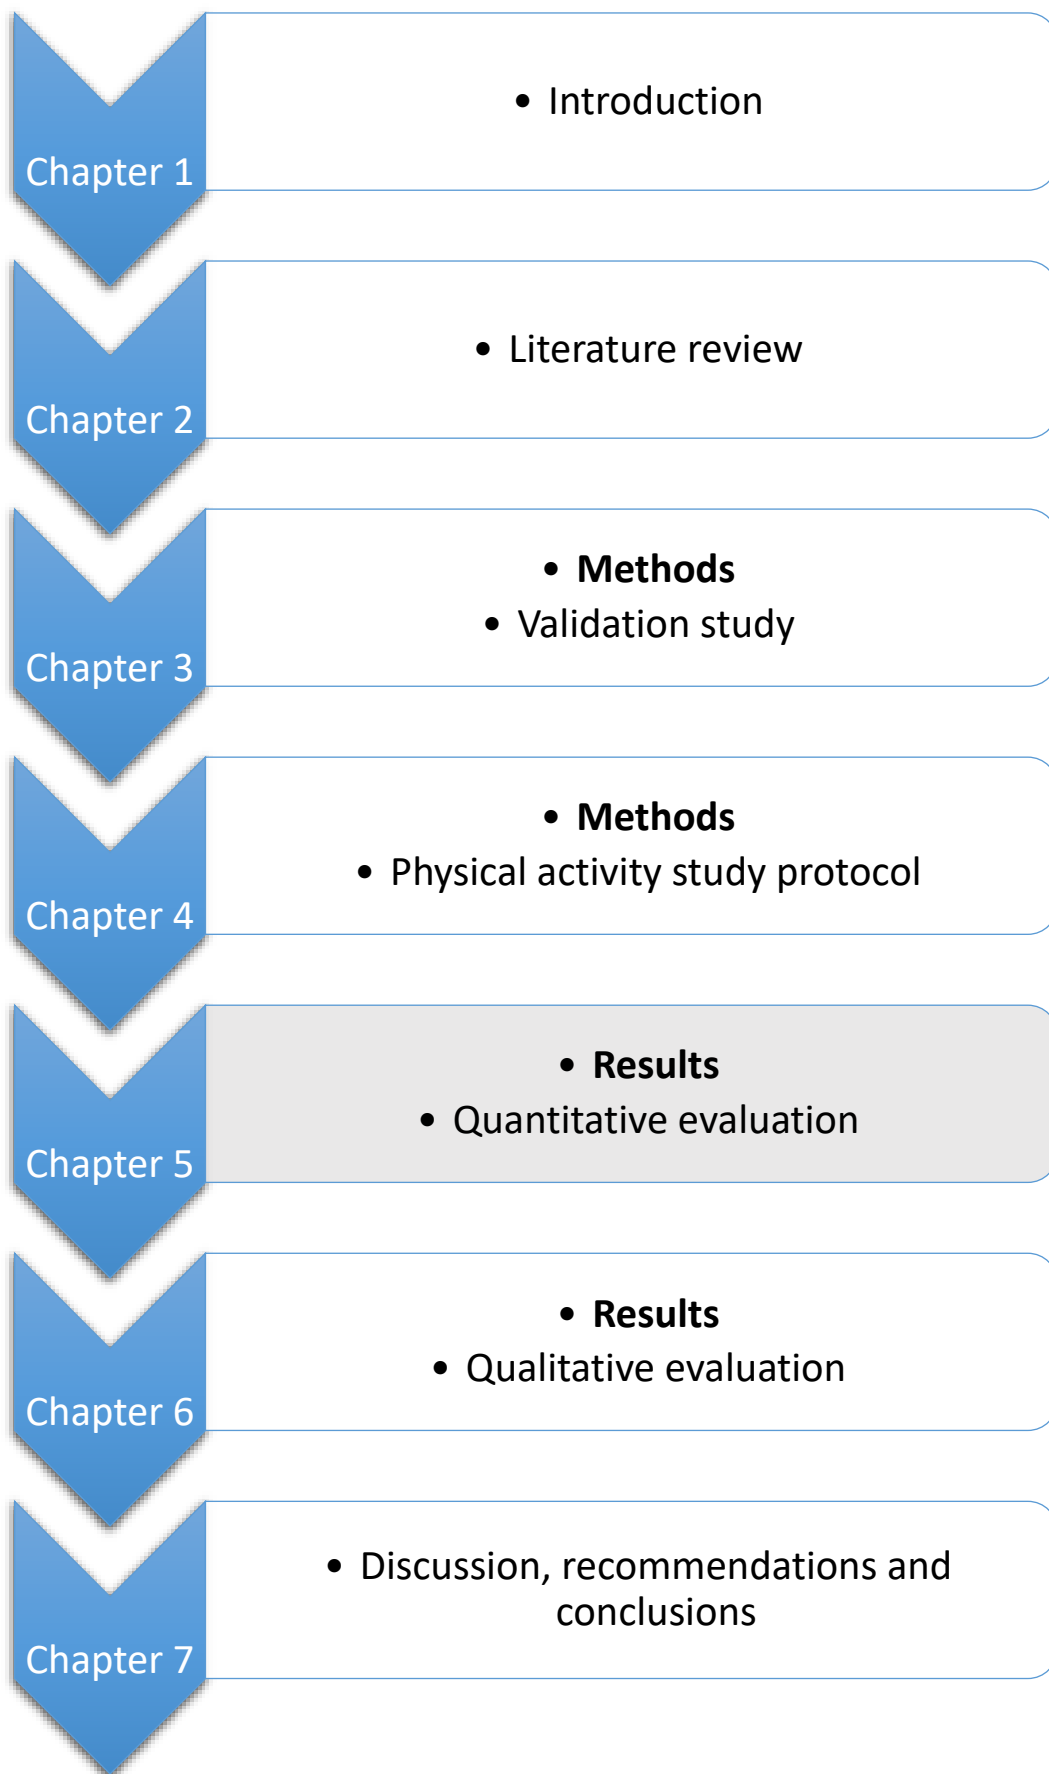 Chapter 1
• Introduction
Chapter 2
• Literature review
Chapter 3
• Methods
• Validation study
Chapter 4
• Methods
• Physical activity study protocol
Chapter 5
• Results
• Quantitative evaluation
Chapter 6
• Results
• Qualitative evaluation
Chapter 7
• Discussion, recommendations and
conclusions